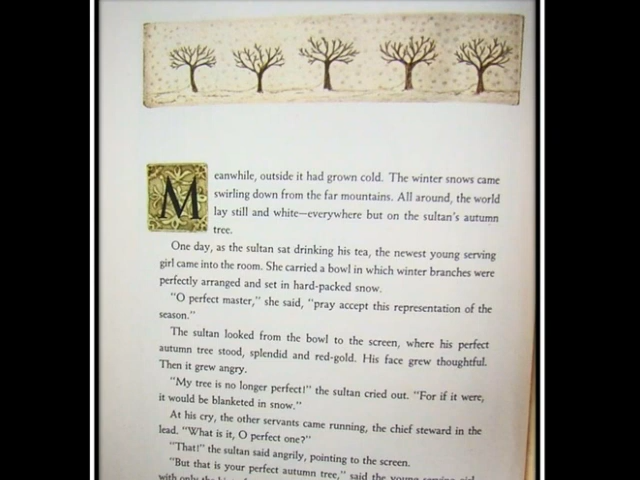 Meanwhile, outside it had grown cold. The winter snows came
swirling down from the far mountains. All around, the world
lay still and white—everywhere but on the sultan's autumn
tree.
One day, as the sultan sat drinking his tea, the newest young serving
girl came into the room. She carried a bowl in which winter branches were
perfectly arranged and set in hard-packed snow.
"O perfect master," she said, "pray accept this representation of the
season."
The sultan looked from the bowl to the screen, where his perfect
autumn tree stood, splendid and red-gold. His face grew thoughtful.
Then it grew angry.
"My tree is no longer perfect!" the sultan cried out. "For if it were,
it would be blanketed in snow."
At his cry, the other servants came running, the chief steward in the
lead. "What is it, O perfect one?"
"That!" the sultan said angrily, pointing to the screen.
"But that is your perfect autumn tree," said the young serving girl
with only the